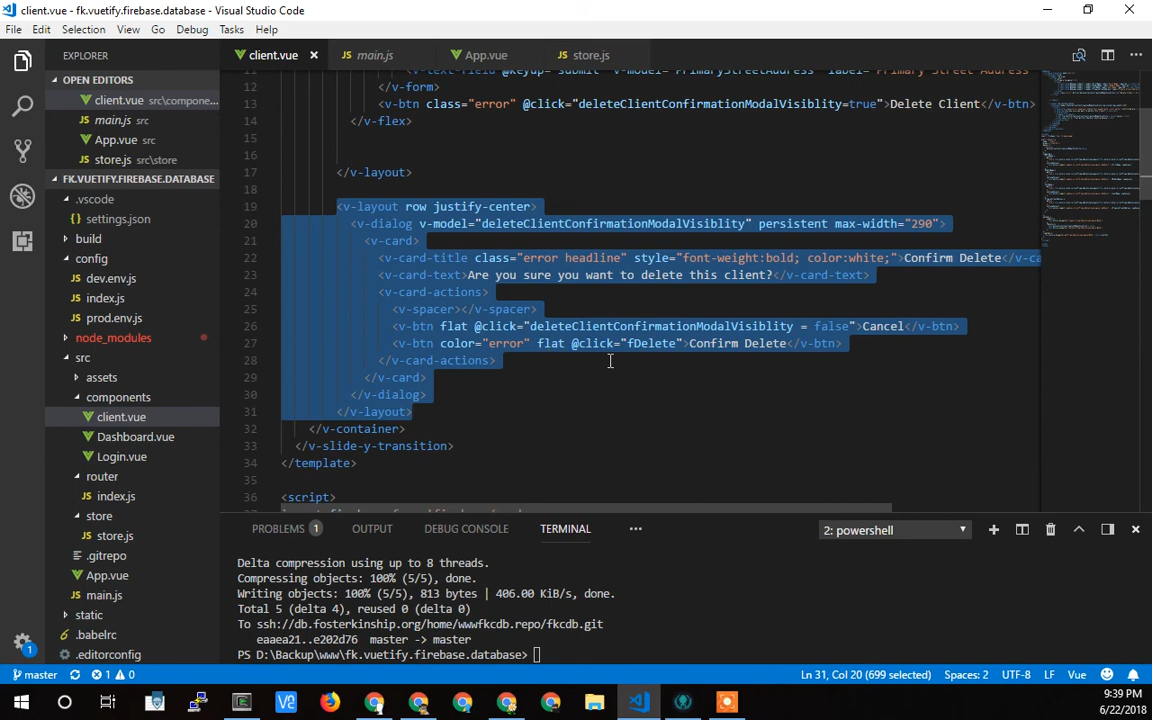 client.vue - fk.vuetify.firebase.database - Visual Studio Code
File Edit Selection View Go Debug Tasks Help
EXPLORER
client.vue
main.js
App.vue
store.js
OPEN EDITORS
client.vue src\compone...
main.js src
App.vue src
store.js src\store
FK.VUETIFY.FIREBASE.DATABASE
.vscode
settings.json
build
config
dev.env.js
index.js
prod.env.js
node_modules
src
assets
components
client.vue
Dashboard.vue
Login.vue
router
index.js
store
store.js
.gitrepo
App.vue
main.js
static
.babelrc
.editorconfig
12 </v-form>
13 <v-btn class="error" @click="deleteClientConfirmationModalVisiblity=true">Delete Client</v-btn>
14 </v-flex>
15
16
17 </v-layout>
18
19 <v-layout row justify-center>
20 <v-dialog v-model="deleteClientConfirmationModalVisiblity" persistent max-width="290">
21 <v-card>
22 <v-card-title class="error headline" style="font-weight:bold; color:white;">Confirm Delete</v-ca
23 <v-card-text>Are you sure you want to delete this client?</v-card-text>
24 <v-card-actions>
25 <v-spacer></v-spacer>
26 <v-btn flat @click="deleteClientConfirmationModalVisiblity = false">Cancel</v-btn>
27 <v-btn color="error" flat @click="fDelete">Confirm Delete</v-btn>
28 </v-card-actions>
29 </v-card>
30 </v-dialog>
31 </v-layout>
32 </v-container>
33 </v-slide-y-transition>
34 </template>
35
36 <script>
PROBLEMS 1 OUTPUT DEBUG CONSOLE TERMINAL ... 2: powershell
Delta compression using up to 8 threads.
Compressing objects: 100% (5/5), done.
Writing objects: 100% (5/5), 813 bytes | 406.00 KiB/s, done.
Total 5 (delta 4), reused 0 (delta 0)
To ssh://db.fosterkinship.org/home/wwwfkcdb.repo/fkcdb.git
eaaea21..e202d76 master -> master
PS D:\Backup\www\fk.vuetify.firebase.database>
1
master 1 0 Ln 31, Col 20 (699 selected) Spaces: 2 UTF-8 LF Vue
9:39 PM
6/22/2018